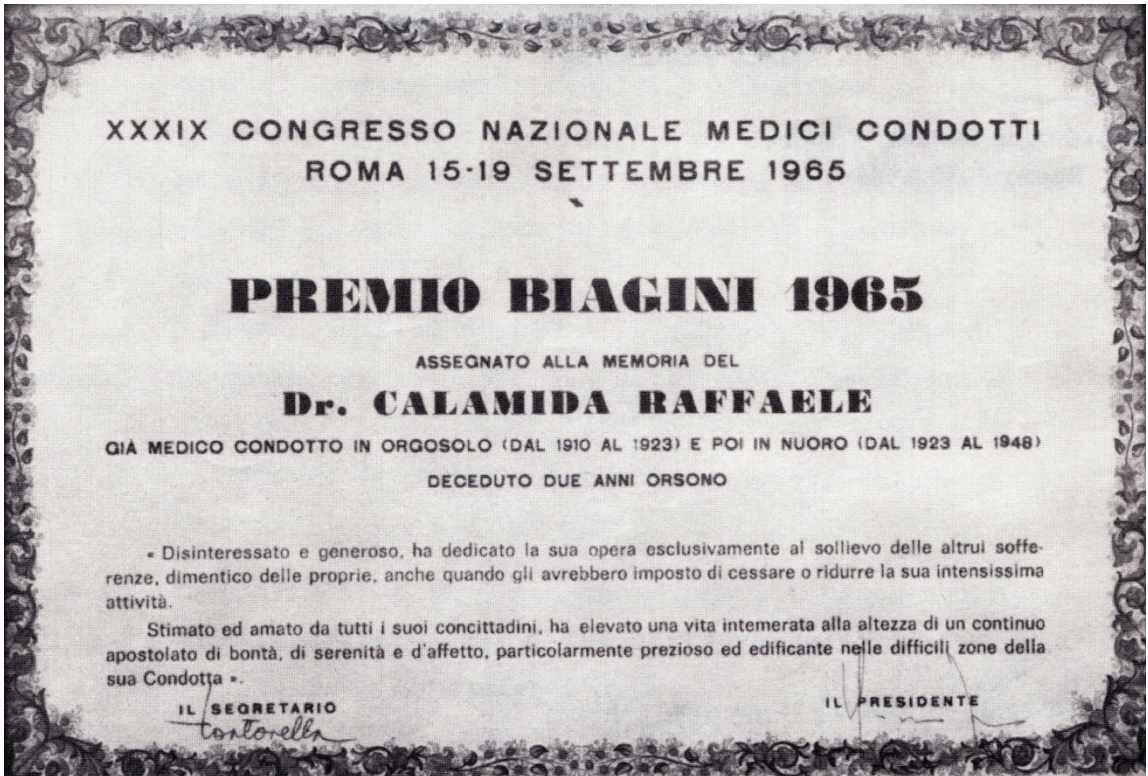 XXXIX CONGRESSO NAZIONALE MEDICI CONDOTTI
ROMA 15-19 SETTEMBRE 1965
PREMIO BIAGINI 1965
ASSEGNATO ALLA MEMORIA DEL
Dr. CALAMIDA RAFFAELE
GIÀ MEDICO CONDOTTO IN ORGOSOLO (DAL 1910 AL 1923) E POI IN NUORO (DAL 1923 AL 1948)
DECEDUTO DUE ANNI ORSONO
« Disinteressato e generoso, ha dedicato la sua opera esclusivamente al sollievo delle altrui soffe-
renze, dimentico delle proprie, anche quando gli avrebbero imposto di cessare o ridurre la sua intensissima
attività.
Stimato ed amato da tutti i suoi concittadini, ha elevato una vita intemerata alla altezza di un continuo
apostolato di bontà, di serenità e d'affetto, particolarmente prezioso ed edificante nelle difficili zone della
sua Condotta ».
IL SEGRETARIO
IL PRESIDENTE